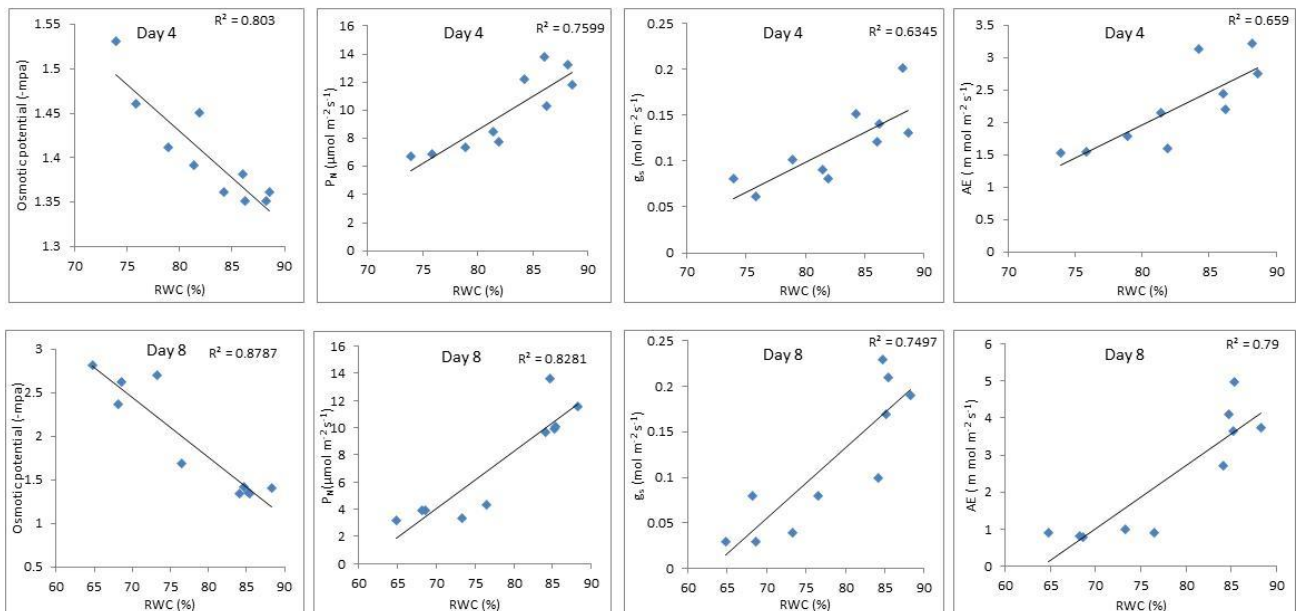 Day 4
R² = 0.803
Osmotic potential (-mpa)
1.55
1.5
1.45
1.4
1.35
1.3
70 75 80 85 90
RWC (%)
Day 4
R² = 0.7599
P_N (μmol m⁻² s⁻¹)
16
14
12
10
8
6
4
2
0
70 75 80 85 90
RWC (%)
Day 4
R² = 0.6345
g_s (mol m⁻² s⁻¹)
0.25
0.2
0.15
0.1
0.05
0
70 75 80 85 90
RWC (%)
Day 4
R² = 0.659
AE ( m mol m⁻² s⁻¹)
3.5
3
2.5
2
1.5
1
0.5
0
70 75 80 85 90
RWC (%)
Day 8
R² = 0.8787
Osmotic potential (-mpa)
3
2.5
2
1.5
1
0.5
60 65 70 75 80 85 90
RWC (%)
Day 8
R² = 0.8281
P_N(μmol m⁻² s⁻¹)
16
14
12
10
8
6
4
2
0
60 65 70 75 80 85 90
RWC (%)
Day 8
R² = 0.7497
g_s (mol m⁻² s⁻¹)
0.25
0.2
0.15
0.1
0.05
0
60 65 70 75 80 85 90
RWC (%)
Day 8
R² = 0.79
AE ( m mol m⁻² s⁻¹)
6
5
4
3
2
1
0
60 65 70 75 80 85 90
RWC (%)